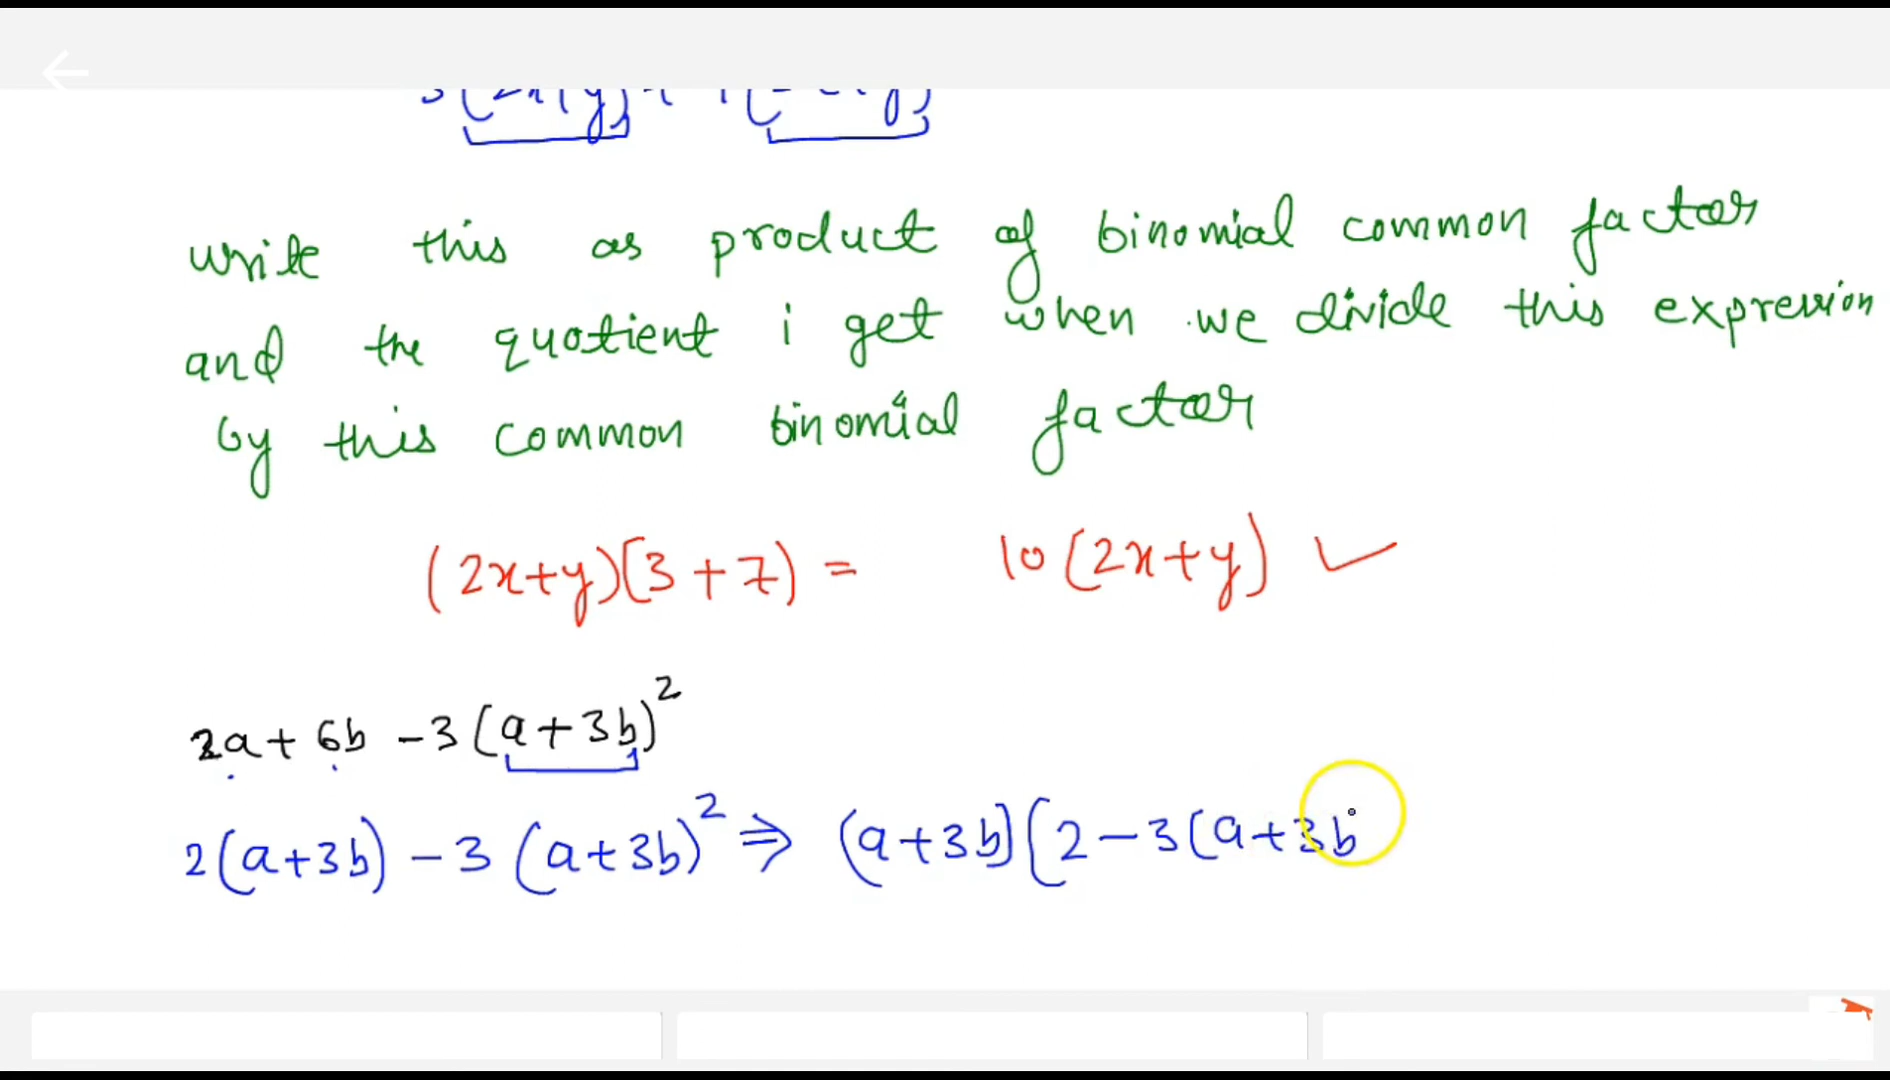 write this as product of binomial common factor
and the quotient i get when we divide this expression
by this common binomial factor
(2x+y)(3+7) = 10(2x+y) ✓
2a+6b-3(a+3b)²
2(a+3b)-3(a+3b)² ⇒ (a+3b)(2-3(a+3b